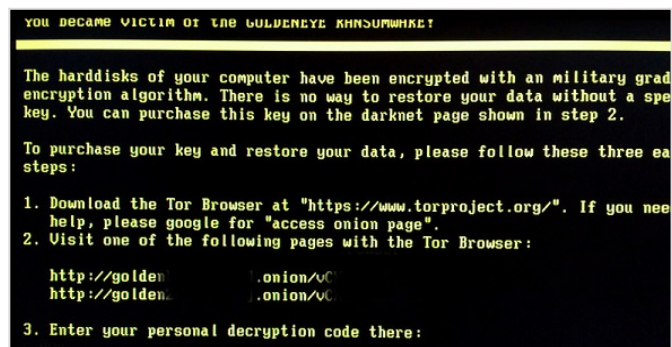 You became victim of the GOLDENEYE RANSOMWARE!
The harddisks of your computer have been encrypted with an military grad
encryption algorithm. There is no way to restore your data without a spe
key. You can purchase this key on the darknet page shown in step 2.
To purchase your key and restore your data, please follow these three ea
steps:
1. Download the Tor Browser at "https://www.torproject.org/". If you nee
help, please google for "access onion page".
2. Visit one of the following pages with the Tor Browser:
http://golden .onion/vC
http://golden .onion/vC
3. Enter your personal decryption code there: